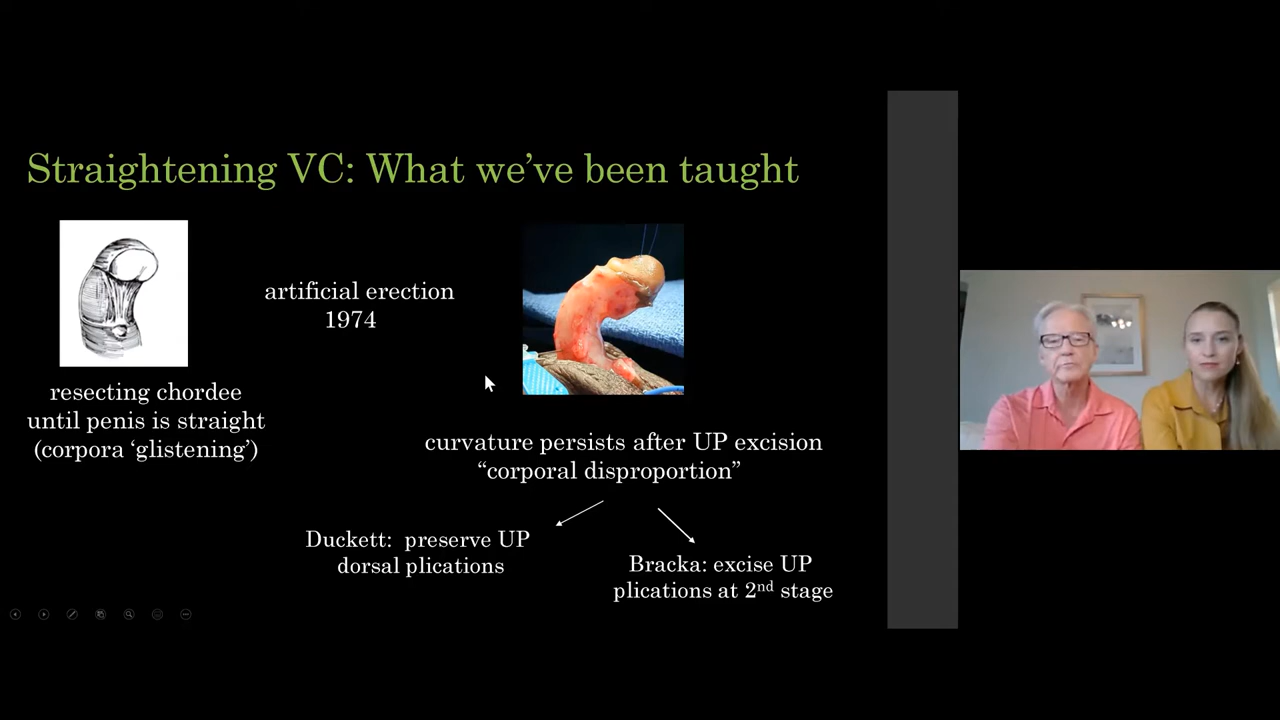 Straightening VC: What we've been taught
artificial erection
1974
resecting chordee
until penis is straight
(corpora 'glistening')
curvature persists after UP excision
"corporal disproportion"
Duckett: preserve UP
dorsal plications
Bracka: excise UP
plications at 2nd stage